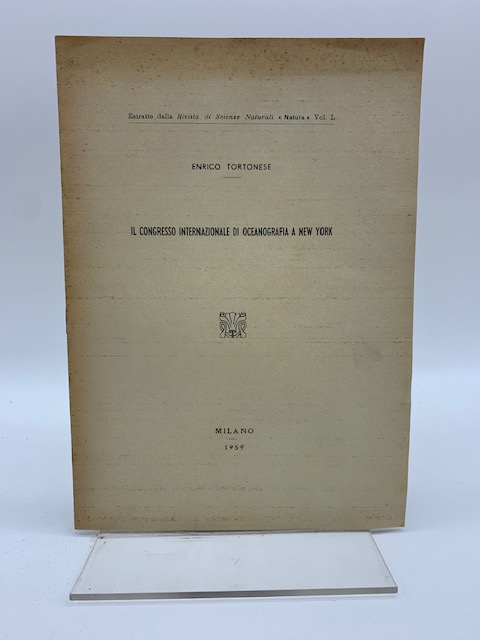 Estratto dalla Rivista di Scienze Naturali « Natura » Vol. L
ENRICO TORTONESE
IL CONGRESSO INTERNAZIONALE DI OCEANOGRAFIA A NEW YORK
MILANO
1959